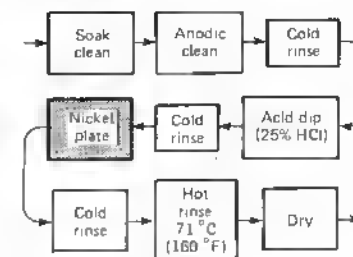 Soak
clean
Anodic
clean
Cold
rinse
Nickel
plate
Cold
rinse
Acid dip
(25% HCl)
Cold
rinse
Hot
rinse
71 °C
(160 °F)
Dry